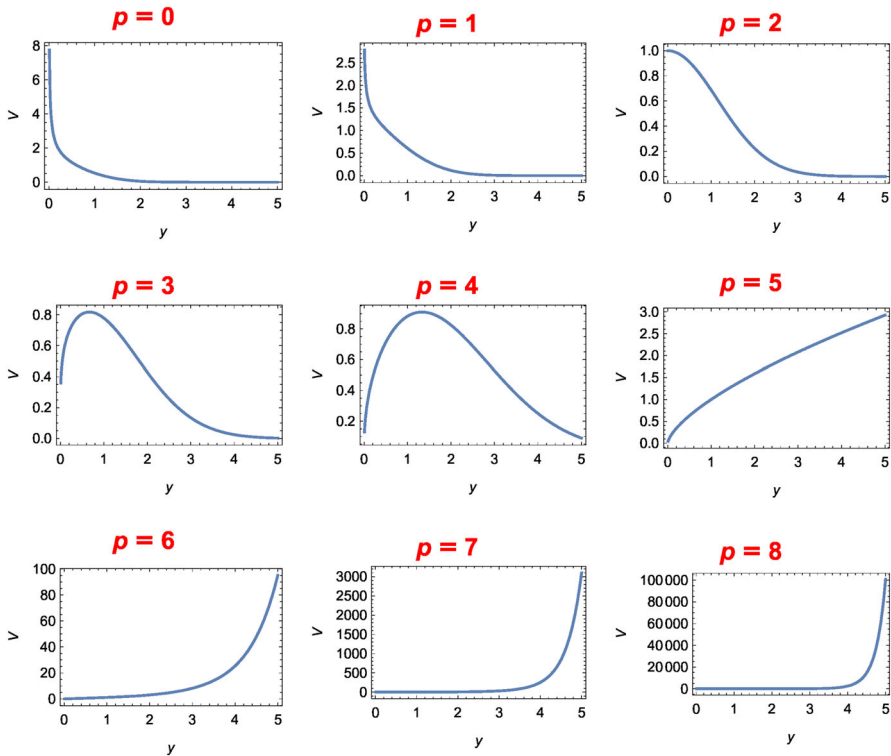 p = 0
p = 1
p = 2
V
8
6
4
2
0
0 1 2 3 4 5
y
V
2.5
2.0
1.5
1.0
0.5
0.0
0 1 2 3 4 5
y
V
1.0
0.8
0.6
0.4
0.2
0.0
0 1 2 3 4 5
y
p = 3
p = 4
p = 5
V
0.8
0.6
0.4
0.2
0.0
0 1 2 3 4 5
y
V
0.8
0.6
0.4
0.2
0 1 2 3 4 5
y
V
3.0
2.5
2.0
1.5
1.0
0.5
0.0
0 1 2 3 4 5
y
p = 6
p = 7
p = 8
V
100
80
60
40
20
0
0 1 2 3 4 5
y
V
3000
2500
2000
1500
1000
500
0
0 1 2 3 4 5
y
V
100 000
80 000
60 000
40 000
20 000
0
0 1 2 3 4 5
y